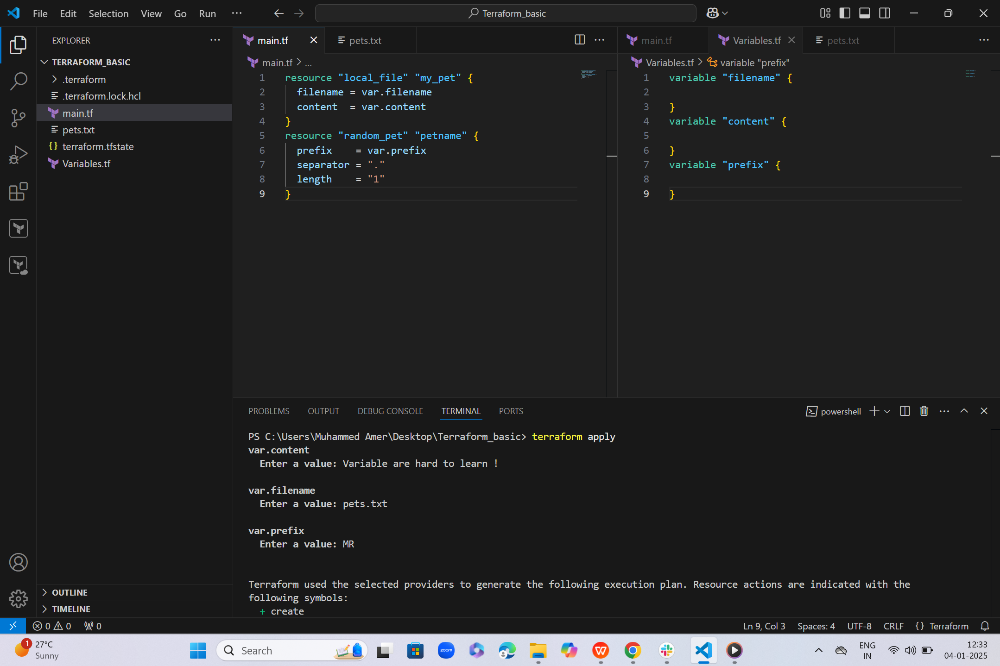 File Edit Selection View Go Run ... Terraform_basic
EXPLORER ...
TERRAFORM_BASIC
.terraform
.terraform.lock.hcl
main.tf
pets.txt
{} terraform.tfstate
Variables.tf
OUTLINE
TIMELINE
main.tf pets.txt
main.tf > ...
1 resource "local_file" "my_pet" {
2 filename = var.filename
3 content = var.content
4 }
5 resource "random_pet" "petname" {
6 prefix = var.prefix
7 separator = "."
8 length = "1"
9 }
main.tf Variables.tf pets.txt
Variables.tf > variable "prefix"
1 variable "filename" {
2
3 }
4 variable "content" {
5
6 }
7 variable "prefix" {
8
9 }
PROBLEMS OUTPUT DEBUG CONSOLE TERMINAL PORTS powershell
PS C:\Users\Muhammed Amer\Desktop\Terraform_basic> terraform apply
var.content
Enter a value: Variable are hard to learn !
var.filename
Enter a value: pets.txt
var.prefix
Enter a value: MR
Terraform used the selected providers to generate the following execution plan. Resource actions are indicated with the
following symbols:
+ create
0 0 0 Ln 9, Col 3 Spaces: 4 UTF-8 CRLF {} Terraform
1 27°C
Sunny
Search
zoom
ENG
IN
12:33
04-01-2025